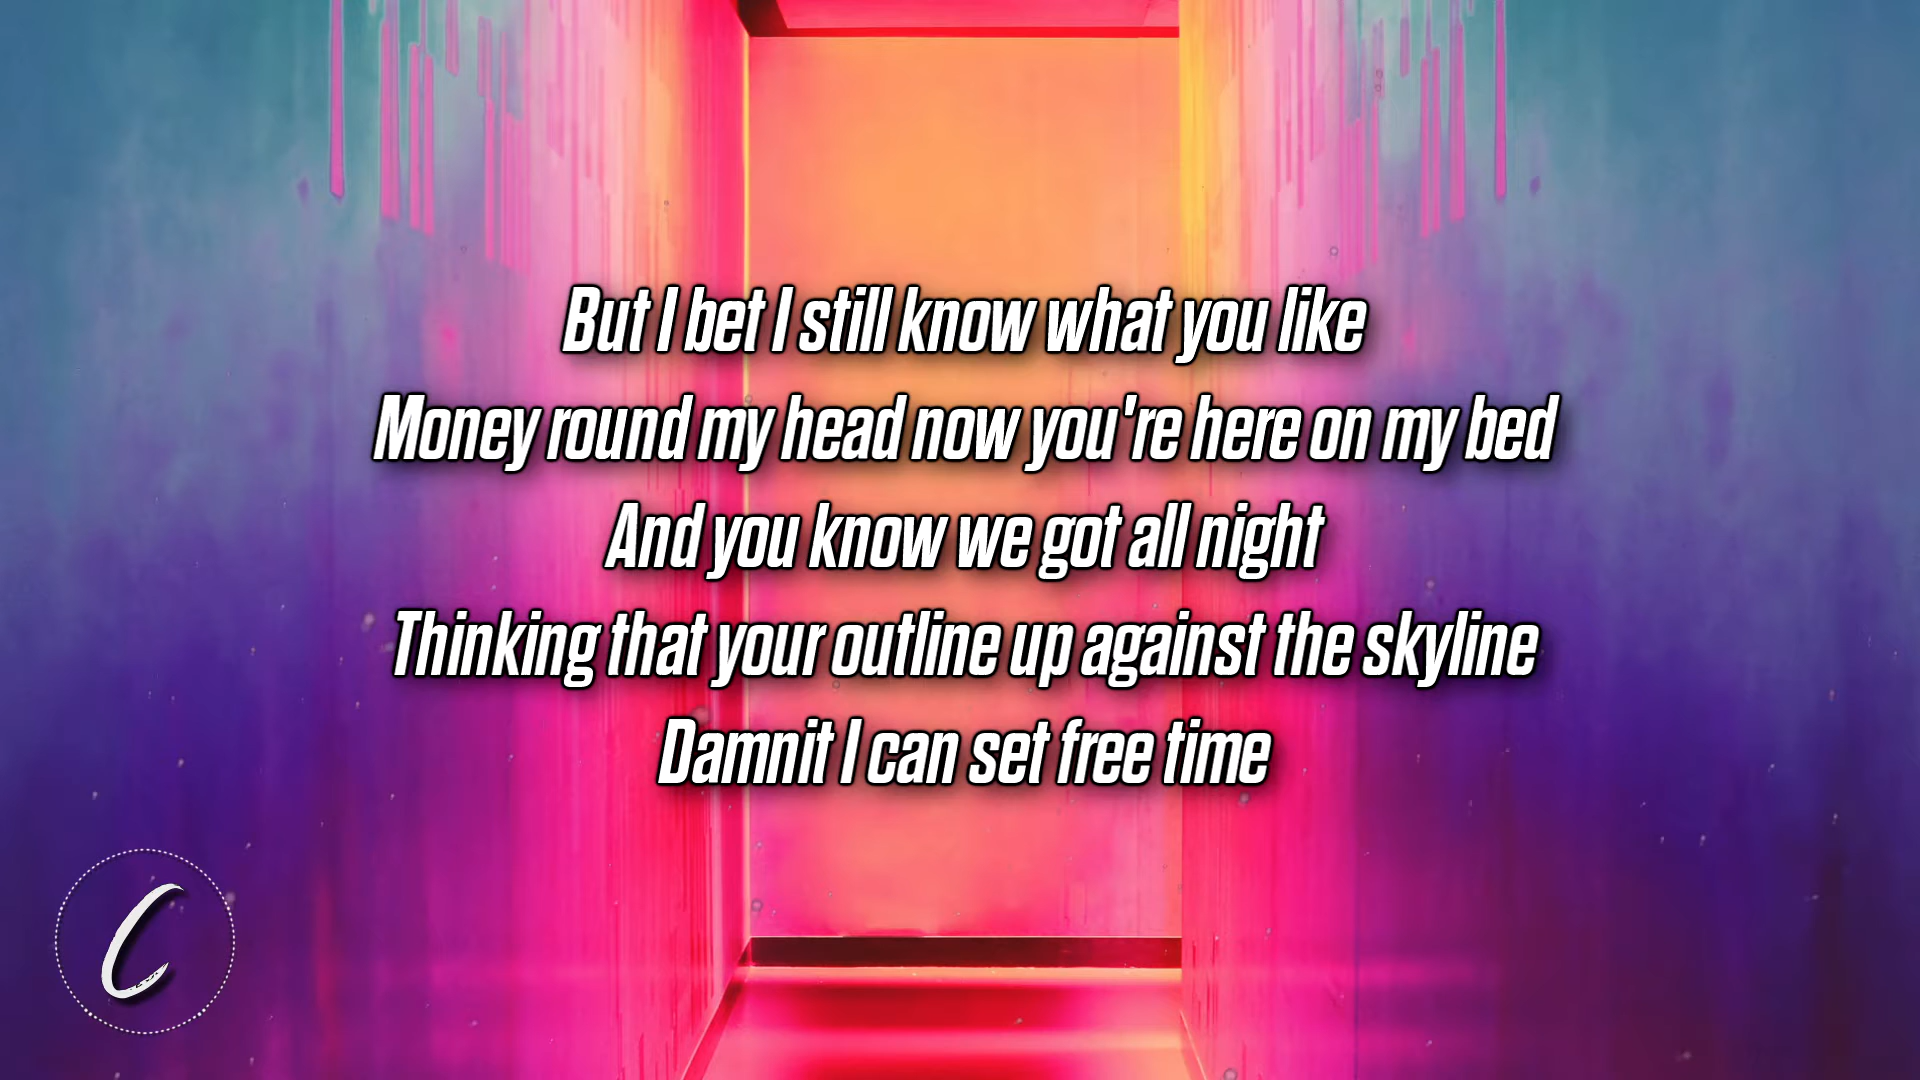 But I bet I still know what you like
Money round my head now you're here on my bed
And you know we got all night
Thinking that your outline up against the skyline
Damnit I can set free time
C